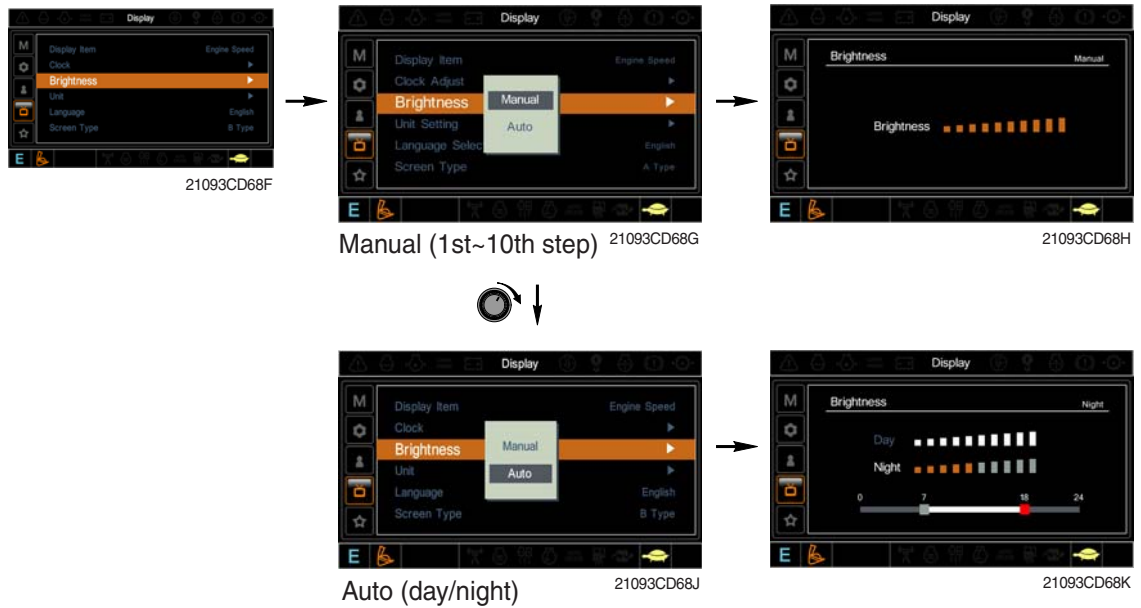 Display
M
Display Item Engine Speed
Clock
Brightness
Unit
Language English
Screen Type B Type
E
21093CD68F
Display
M
Display Item Engine Speed
Clock Adjust
Brightness
Unit Setting
Language Selec
Screen Type A Type
English
Manual
Auto
E
Manual (1st~10th step) 21093CD68G
Display
M
Brightness Manual
Brightness
E
21093CD68H
Display
M
Display Item Engine Speed
Clock
Brightness
Unit
Language English
Screen Type B Type
Manual
Auto
E
Auto (day/night) 21093CD68J
Display
M
Brightness Night
Day
Night
0 7 18 24
E
21093CD68K